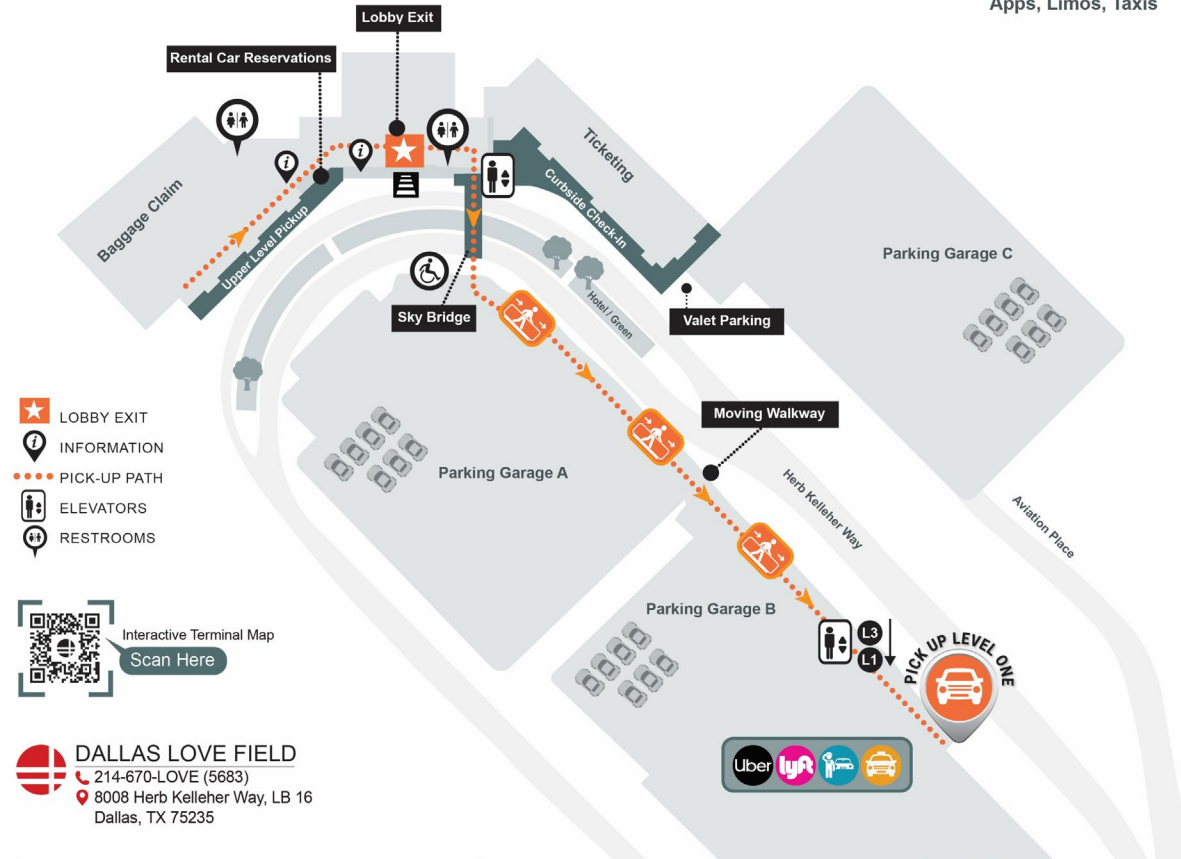 Apps, Limos, Taxis
Lobby Exit
Rental Car Reservations
Ticketing
Baggage Claim
Upper Level Pickup
Curbside Check-In
Parking Garage C
Hotel / Green
Sky Bridge
Valet Parking
LOBBY EXIT
INFORMATION
PICK-UP PATH
ELEVATORS
RESTROOMS
Moving Walkway
Parking Garage A
Herb Kelleher Way
Aviation Place
Parking Garage B
L3
L1
PICK UP LEVEL ONE
Interactive Terminal Map
Scan Here
Uber
lyft
DALLAS LOVE FIELD
214-670-LOVE (5683)
8008 Herb Kelleher Way, LB 16
Dallas, TX 75235